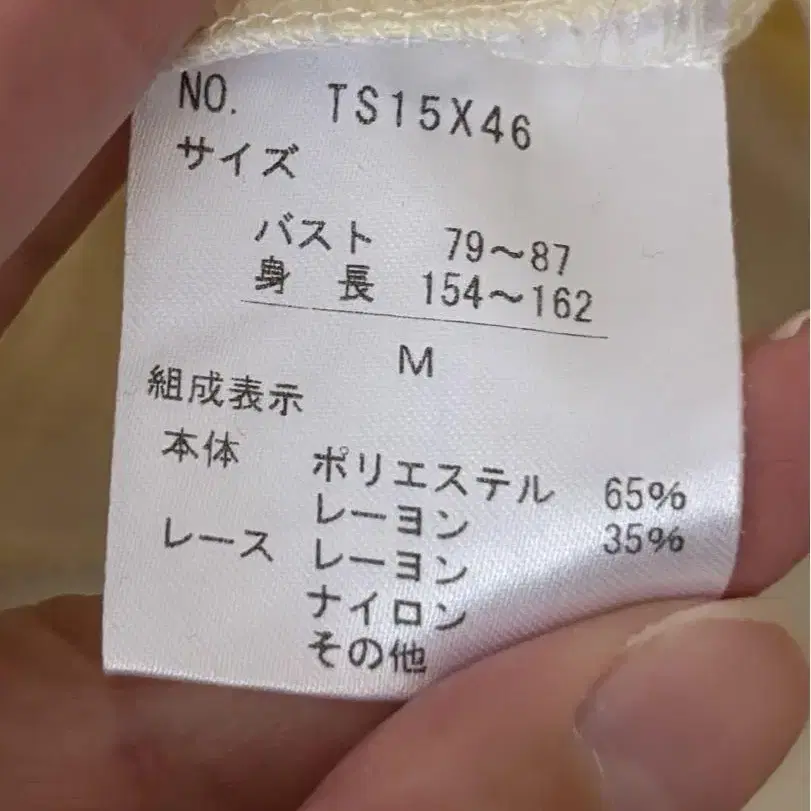 NO. TS15X46
サイズ
バスト 79～87
身 長 154～162
M
組成表示
本体 ポリエステル 65%
レーヨン 35%
レース レーヨン
ナイロン
その他